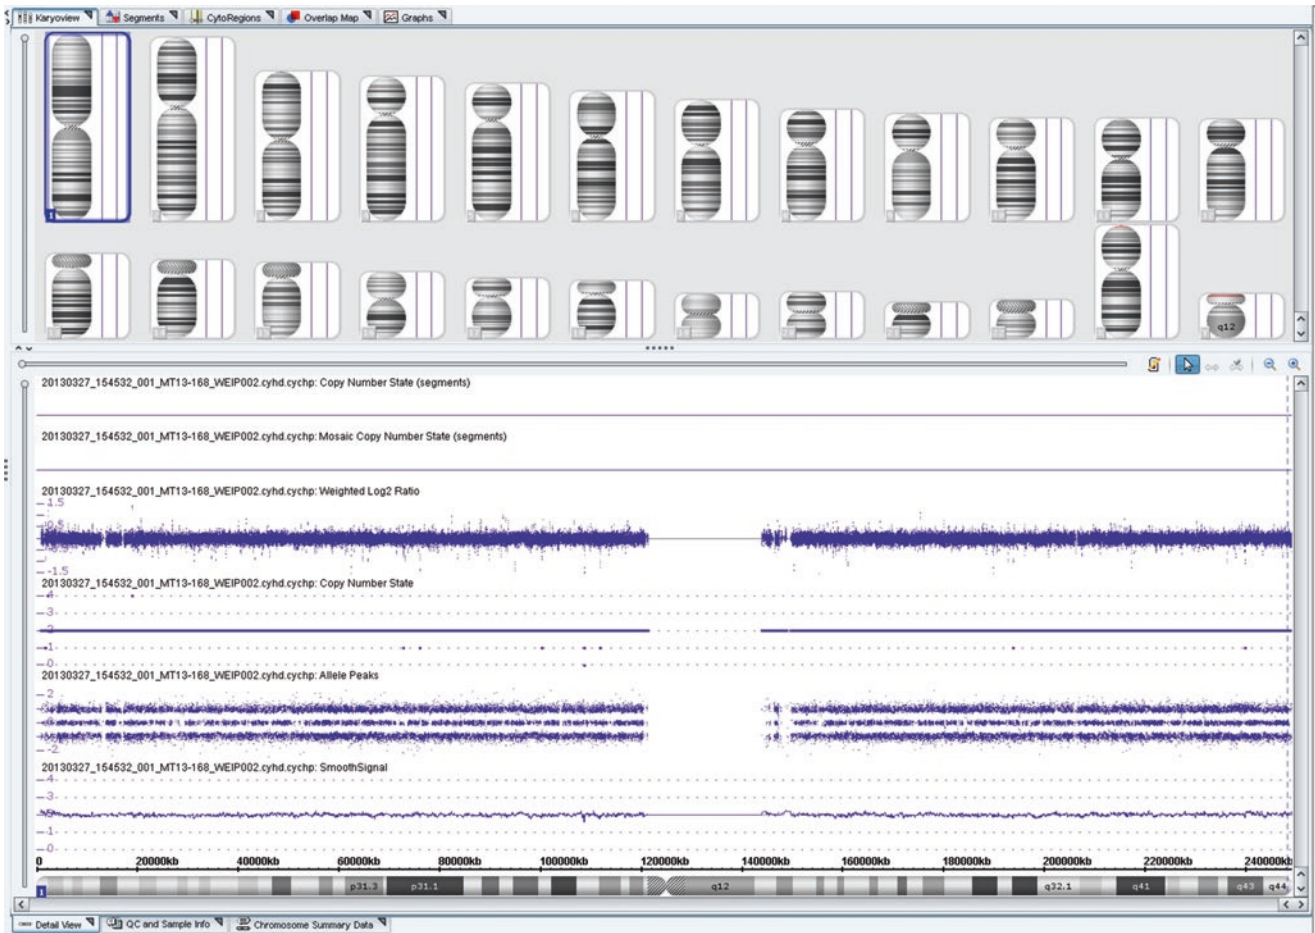 Karyoview Segments CytoRegions Overlap Map Graphs
1
q12
20130327_154532_001_MT13-168_WEIP002.cyhd.cychp: Copy Number State (segments)
20130327_154532_001_MT13-168_WEIP002.cyhd.cychp: Mosaic Copy Number State (segments)
20130327_154532_001_MT13-168_WEIP002.cyhd.cychp: Weighted Log2 Ratio
1.5
0.5
-1.5
20130327_154532_001_MT13-168_WEIP002.cyhd.cychp: Copy Number State
4
3
2
1
0
20130327_154532_001_MT13-168_WEIP002.cyhd.cychp: Allele Peaks
2
-2
20130327_154532_001_MT13-168_WEIP002.cyhd.cychp: SmoothSignal
4
3
2
1
0
0 20000kb 40000kb 60000kb 80000kb 100000kb 120000kb 140000kb 160000kb 180000kb 200000kb 220000kb 240000kb
1 p31.3 p31.1 q12 q32.1 q41 q43 q44
Detail View QC and Sample Info Chromosome Summary Data